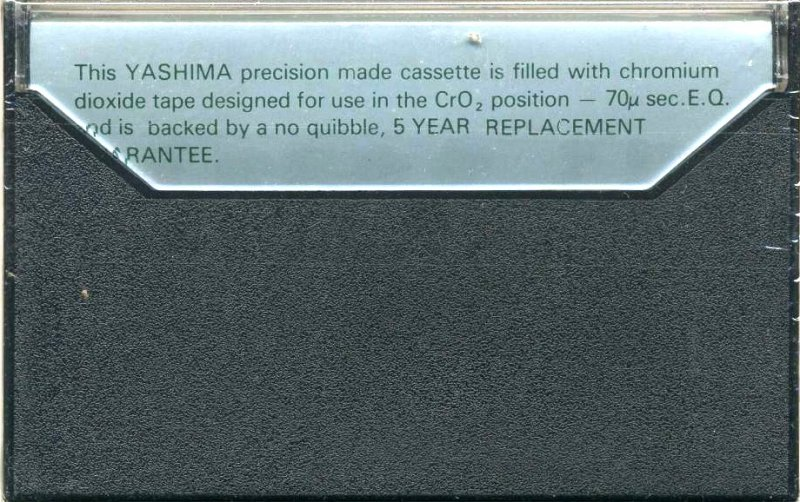 This YASHIMA precision made cassette is filled with chromium
dioxide tape designed for use in the CrO₂ position — 70µ sec.E.Q.
nd is backed by a no quibble, 5 YEAR REPLACEMENT
ARANTEE.